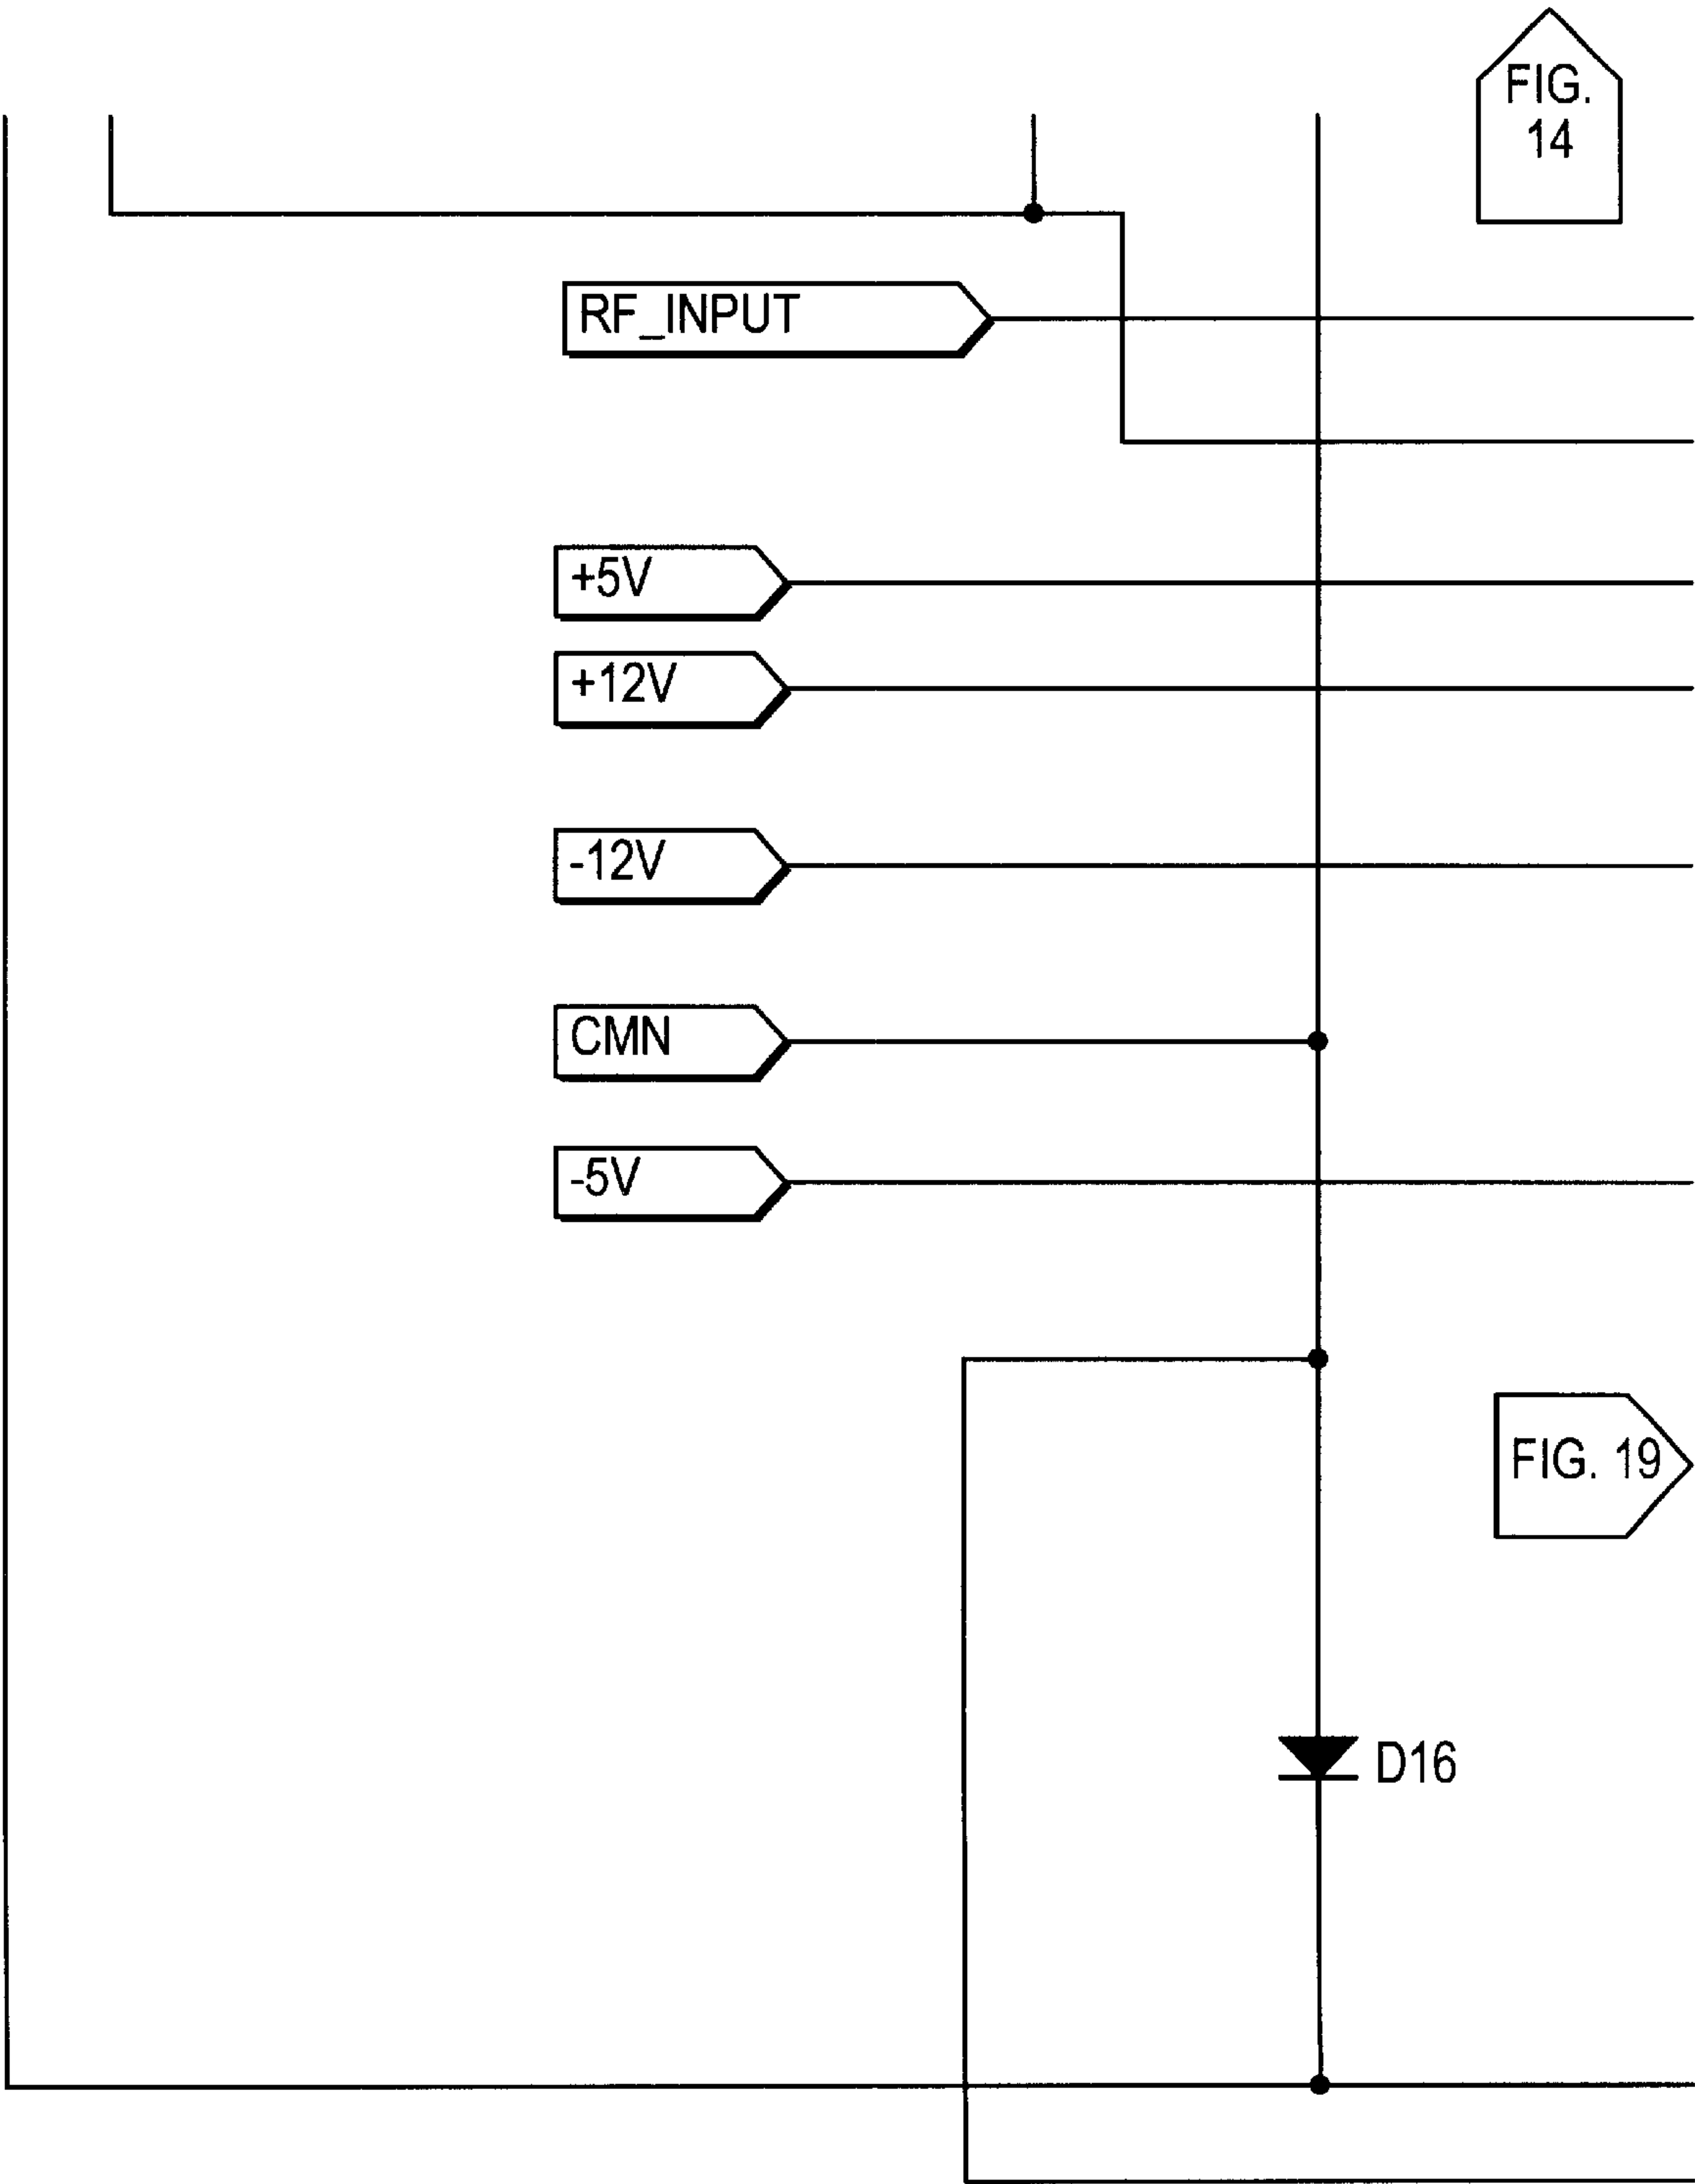 FIG.
14
RF_INPUT
+5V
+12V
-12V
CMN
-5V
FIG. 19
D16